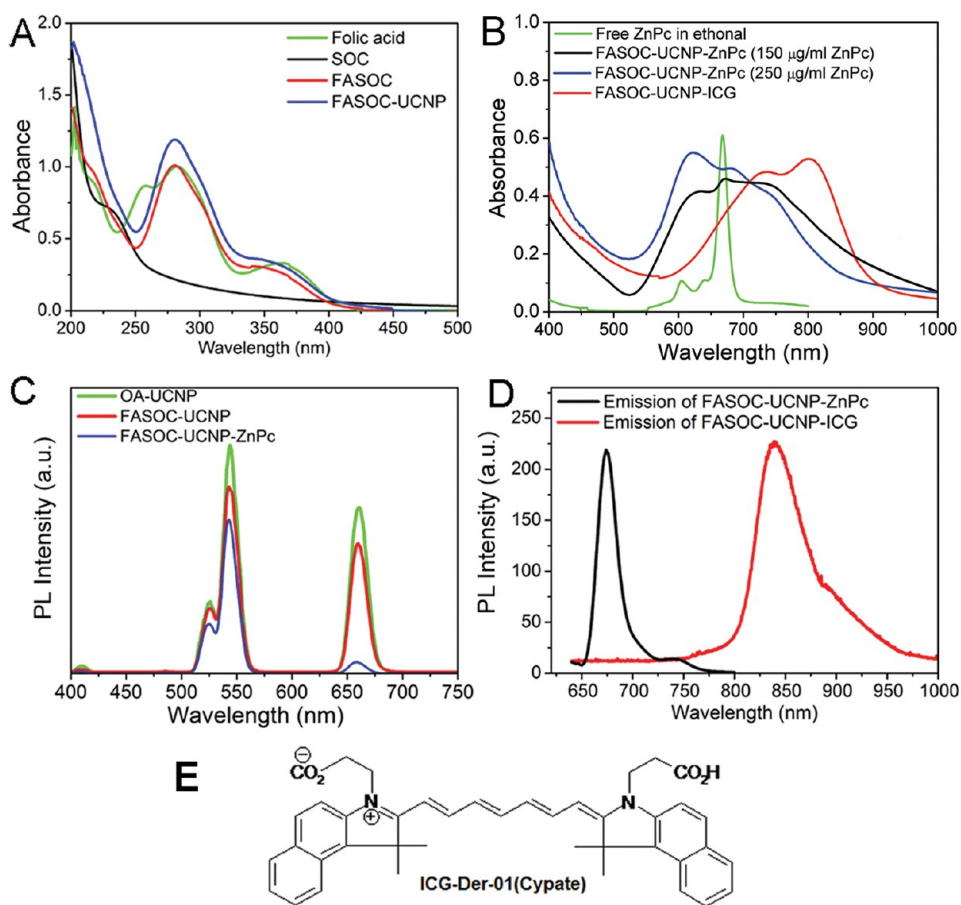 A
Absorbance
2.0
1.5
1.0
0.5
0.0
200 250 300 350 400 450 500
Wavelength (nm)
Folic acid
SOC
FASOC
FASOC-UCNP
B
Absorbance
1.0
0.8
0.6
0.4
0.2
0.0
400 500 600 700 800 900 1000
Wavelength (nm)
Free ZnPc in ethonal
FASOC-UCNP-ZnPc (150 μg/ml ZnPc)
FASOC-UCNP-ZnPc (250 μg/ml ZnPc)
FASOC-UCNP-ICG
C
PL Intensity (a.u.)
400 450 500 550 600 650 700 750
Wavelength (nm)
OA-UCNP
FASOC-UCNP
FASOC-UCNP-ZnPc
D
PL Intensity (a.u.)
250
200
150
100
50
0
650 700 750 800 850 900 950 1000
Wavelength (nm)
Emission of FASOC-UCNP-ZnPc
Emission of FASOC-UCNP-ICG
E
CO₂ ⊖
CO₂H
N ⊕
N
ICG-Der-01(Cypate)